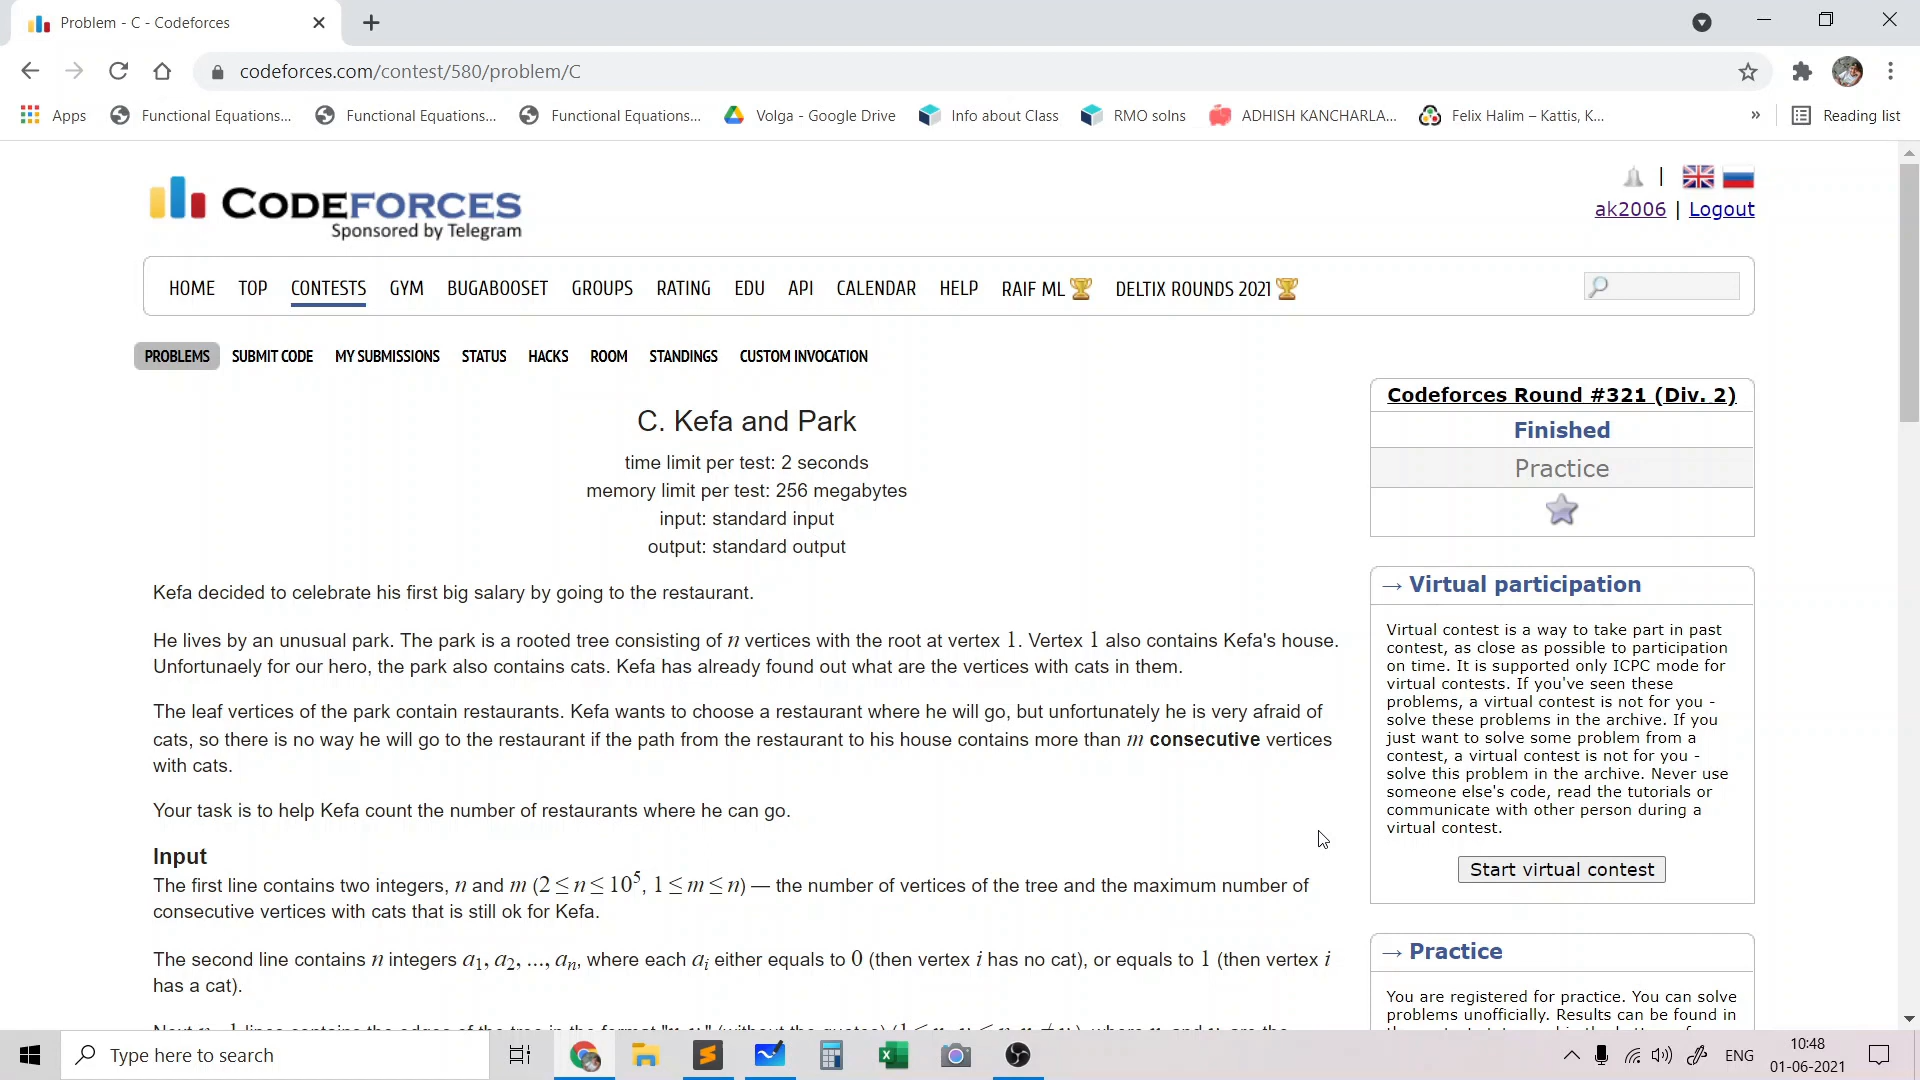 Problem - C - Codeforces
codeforces.com/contest/580/problem/C
Apps Functional Equations... Functional Equations... Functional Equations... Volga - Google Drive Info about Class RMO solns ADHISH KANCHARLA... Felix Halim – Kattis, K... » Reading list
CODEFORCES
Sponsored by Telegram
ak2006 | Logout
HOME TOP CONTESTS GYM BUGABOOSET GROUPS RATING EDU API CALENDAR HELP RAIF ML DELTIX ROUNDS 2021
PROBLEMS SUBMIT CODE MY SUBMISSIONS STATUS HACKS ROOM STANDINGS CUSTOM INVOCATION
C. Kefa and Park
time limit per test: 2 seconds
memory limit per test: 256 megabytes
input: standard input
output: standard output
Kefa decided to celebrate his first big salary by going to the restaurant.
He lives by an unusual park. The park is a rooted tree consisting of n vertices with the root at vertex 1. Vertex 1 also contains Kefa's house.
Unfortunaely for our hero, the park also contains cats. Kefa has already found out what are the vertices with cats in them.
The leaf vertices of the park contain restaurants. Kefa wants to choose a restaurant where he will go, but unfortunately he is very afraid of
cats, so there is no way he will go to the restaurant if the path from the restaurant to his house contains more than m consecutive vertices
with cats.
Your task is to help Kefa count the number of restaurants where he can go.
Input
The first line contains two integers, n and m (2 ≤ n ≤ 10⁵, 1 ≤ m ≤ n) — the number of vertices of the tree and the maximum number of
consecutive vertices with cats that is still ok for Kefa.
The second line contains n integers a₁, a₂, ..., aₙ, where each aᵢ either equals to 0 (then vertex i has no cat), or equals to 1 (then vertex i
has a cat).
Codeforces Round #321 (Div. 2)
Finished
Practice
→ Virtual participation
Virtual contest is a way to take part in past
contest, as close as possible to participation
on time. It is supported only ICPC mode for
virtual contests. If you've seen these
problems, a virtual contest is not for you -
solve these problems in the archive. If you
just want to solve some problem from a
contest, a virtual contest is not for you -
solve this problem in the archive. Never use
someone else's code, read the tutorials or
communicate with other person during a
virtual contest.
Start virtual contest
→ Practice
You are registered for practice. You can solve
problems unofficially. Results can be found in
Type here to search
ENG
10:48
01-06-2021